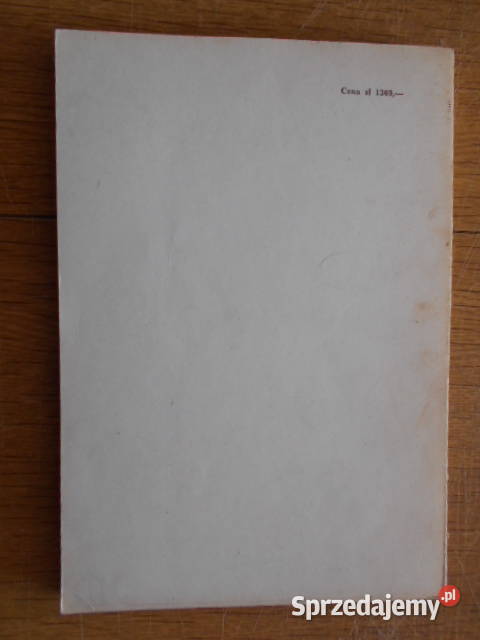 Cena zł 1300,—
Sprzedajemy.pl